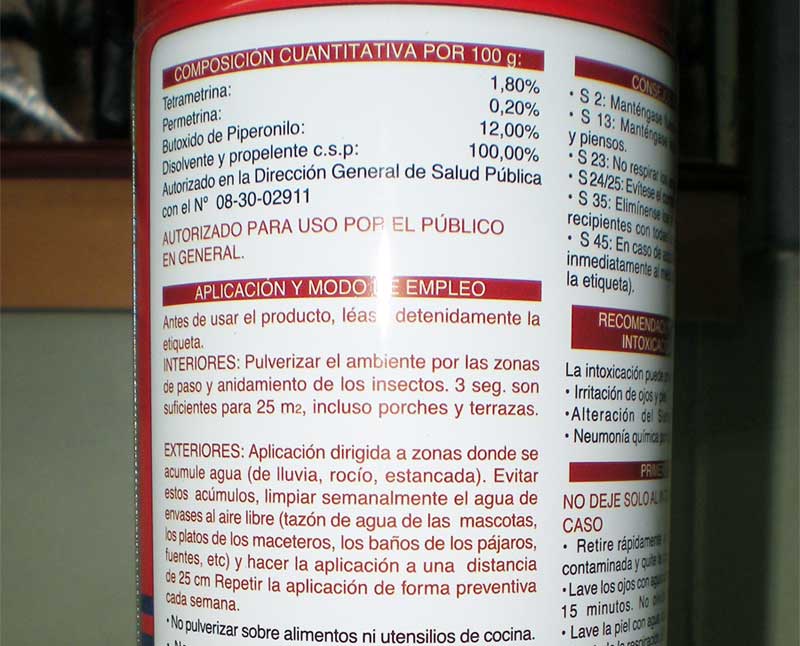 COMPOSICIÓN CUANTITATIVA POR 100 g:
Tetrametrina: 1,80%
Permetrina: 0,20%
Butoxido de Piperonilo: 12,00%
Disolvente y propelente c.s.p: 100,00%
Autorizado en la Dirección General de Salud Pública
con el Nº 08-30-02911
AUTORIZADO PARA USO POR EL PÚBLICO
EN GENERAL.
APLICACIÓN Y MODO DE EMPLEO
Antes de usar el producto, léas detenidamente la
etiqueta.
INTERIORES: Pulverizar el ambiente por las zonas
de paso y anidamiento de los insectos. 3 seg. son
suficientes para 25 m2, incluso porches y terrazas.
EXTERIORES: Aplicación dirigida a zonas donde se
acumule agua (de lluvia, rocío, estancada). Evitar
estos acúmulos, limpiar semanalmente el agua de
envases al aire libre (tazón de agua de las mascotas,
los platos de los maceteros, los baños de los pájaros,
fuentes, etc) y hacer la aplicación a una distancia
de 25 cm Repetir la aplicación de forma preventiva
cada semana.
•No pulverizar sobre alimentos ni utensilios de cocina.
• S 2: Manténgase
• S 13: Manténgase
y piensos.
• S 23: No respirar los
• S24/25: Evítese el
• S 35: Elimínense
recipientes con
• S 45: En caso de
inmediatamente al
la etiqueta).
La intoxicación puede
• Irritación de ojos y
•Alteración del
• Neumonía química
NO DEJE SOLO AL
CASO
• Retire rápidamente
contaminada y quite
•Lave los ojos con
15 minutos. No
• Lave la piel con